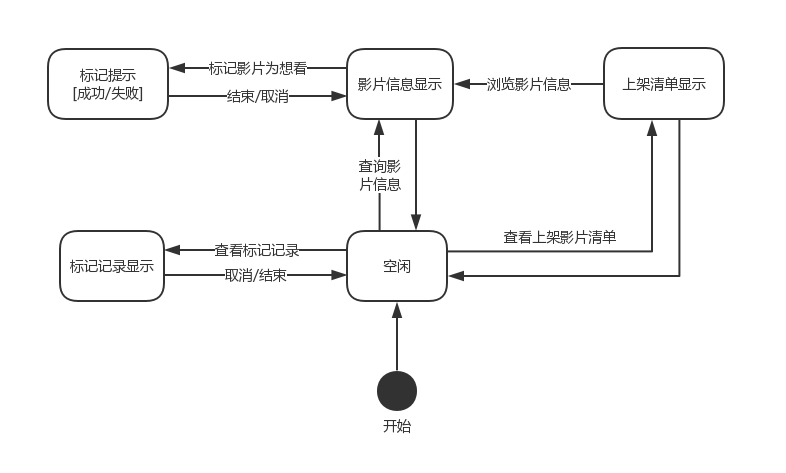 标记影片为想看
标记提示
[成功/失败]
结束/取消
影片信息显示
浏览影片信息
上架清单显示
查询影
片信息
查看上架影片清单
查看标记记录
标记记录显示
取消/结束
空闲
开始